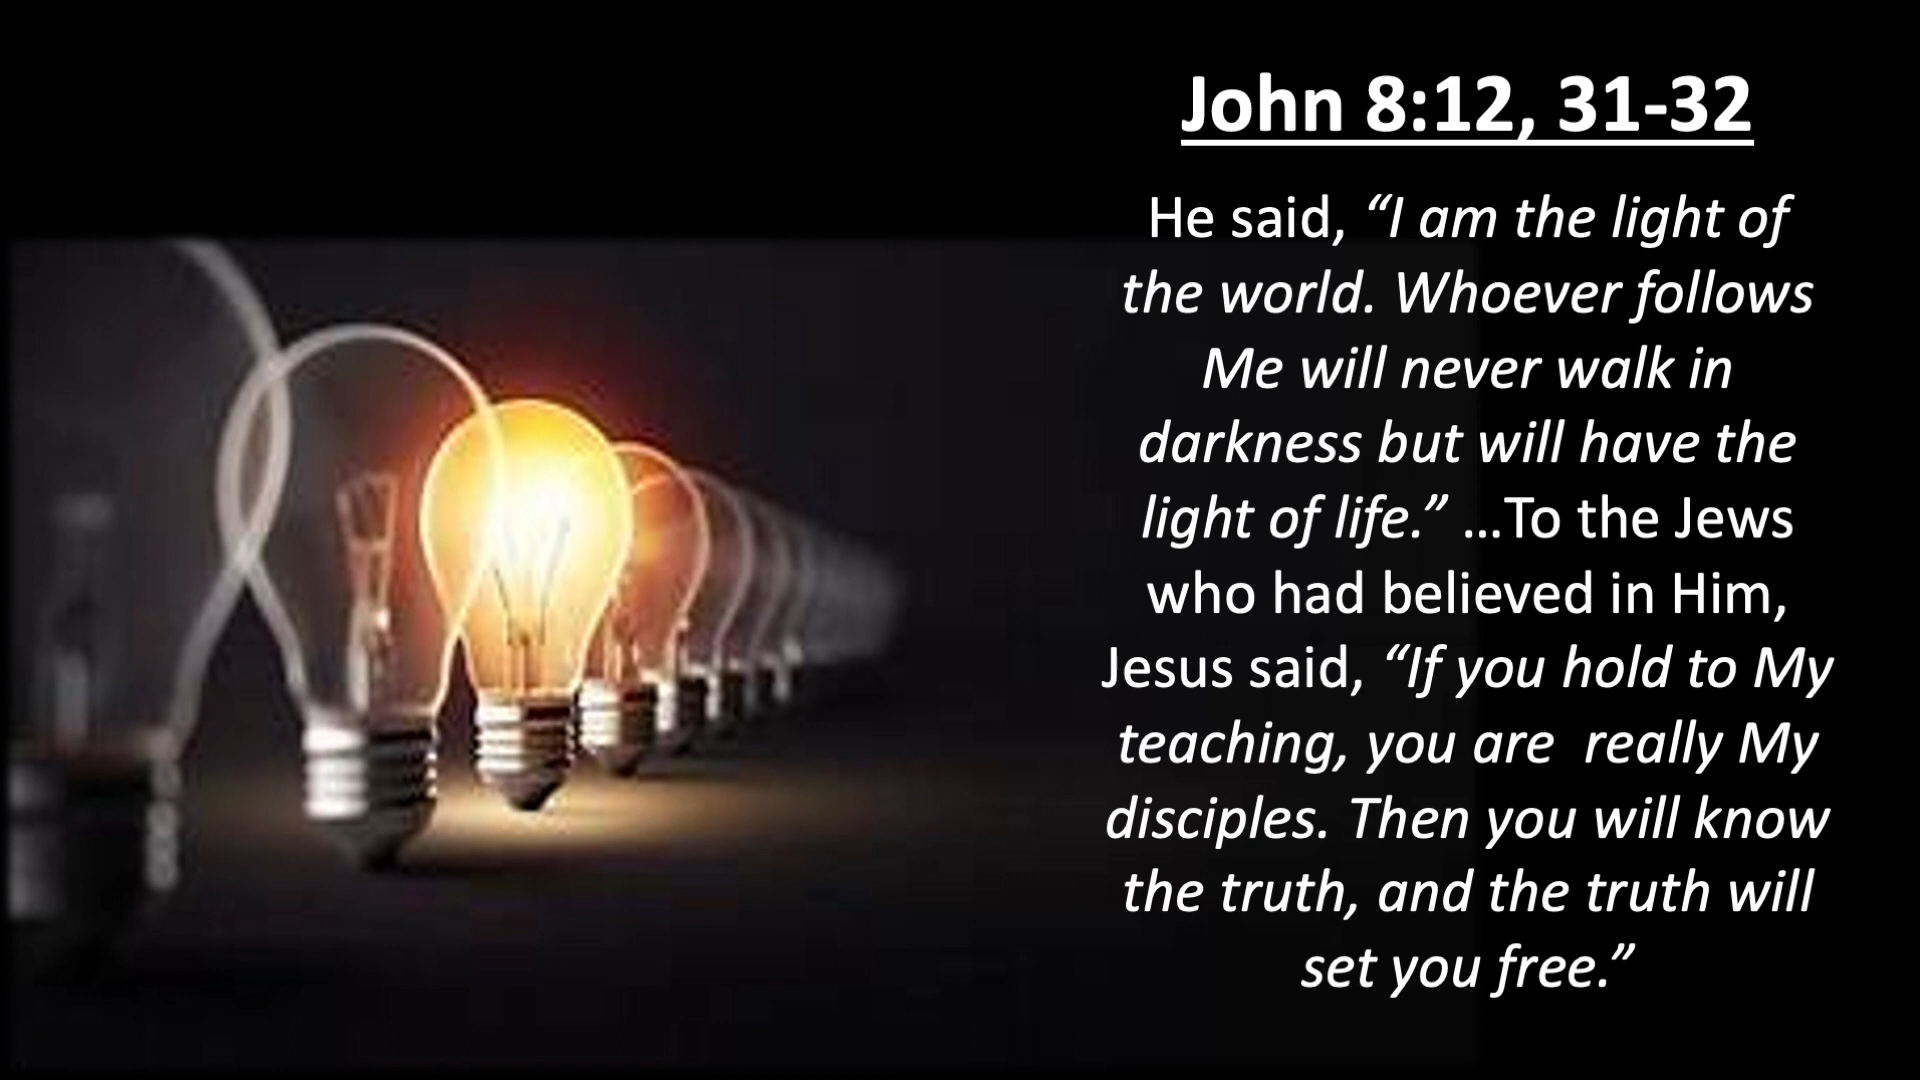 John 8:12, 31-32
He said, “I am the light of
the world. Whoever follows
Me will never walk in
darkness but will have the
light of life.” …To the Jews
who had believed in Him,
Jesus said, “If you hold to My
teaching, you are  really My
disciples. Then you will know
the truth, and the truth will
set you free.”